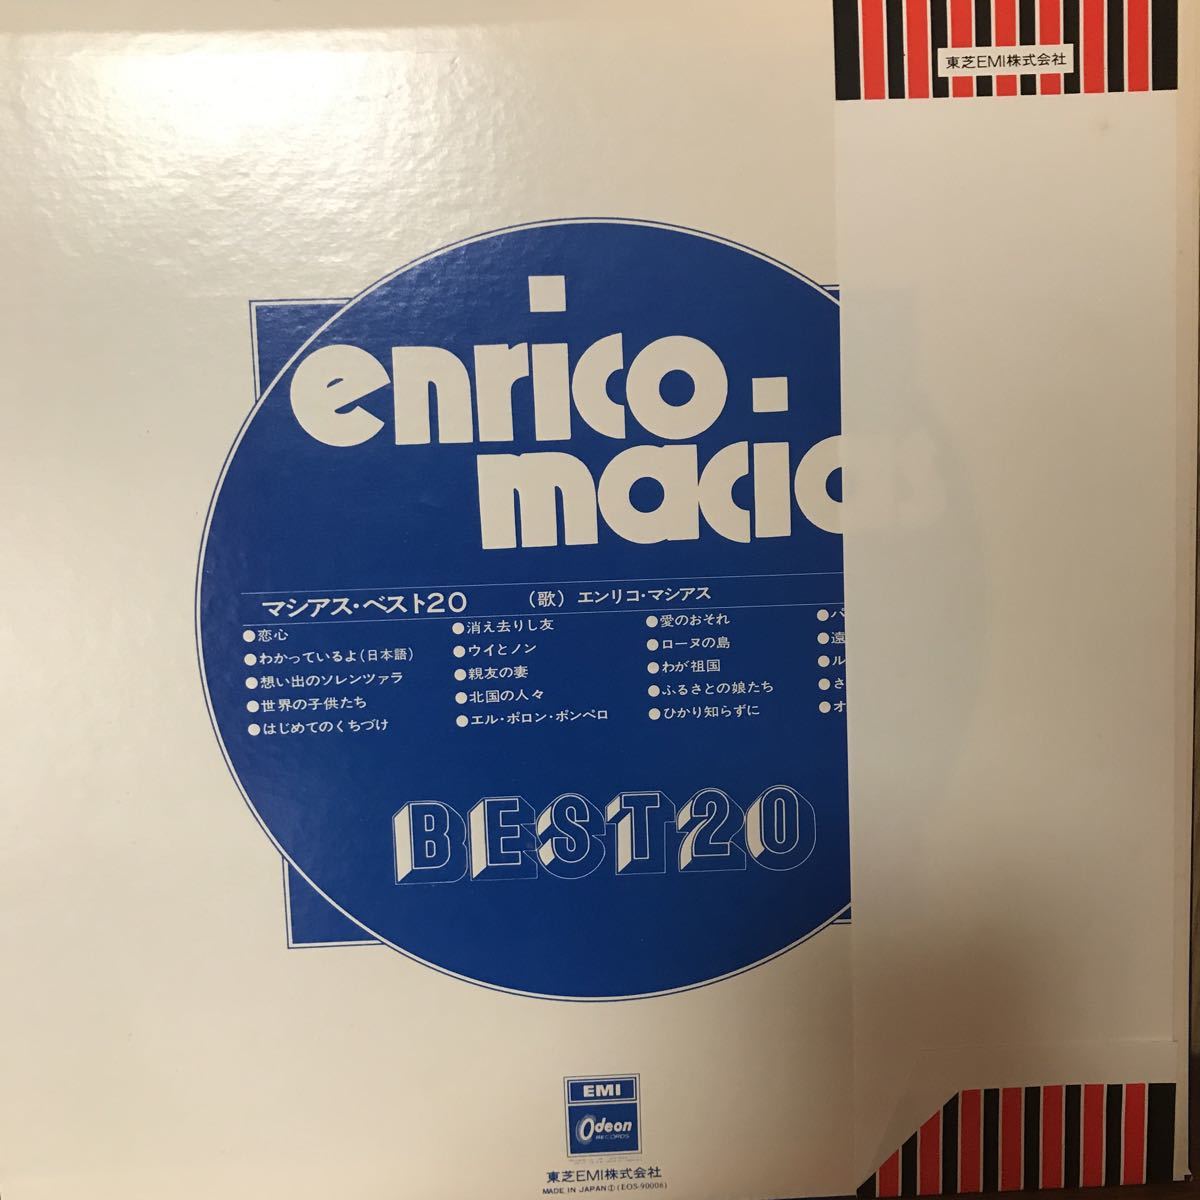 東芝EMI株式会社
enrico
macia
マシアス・ベスト20 (歌) エンリコ・マシアス
●恋心
●わかっているよ(日本語)
●想い出のソレンツァラ
●世界の子供たち
●はじめてのくちづけ
●消え去りし友
●ウイとノン
●親友の妻
●北国の人々
●エル・ポロン・ポンペロ
●愛のおそれ
●ローヌの島
●わが祖国
●ふるさとの娘たち
●ひかり知らずに
●パ
●遠
●ル
●さ
●オ
BEST20
EMI
Odeon
RECORDS
東芝EMI株式会社
MADE IN JAPAN Ⓘ (EOS-90006)